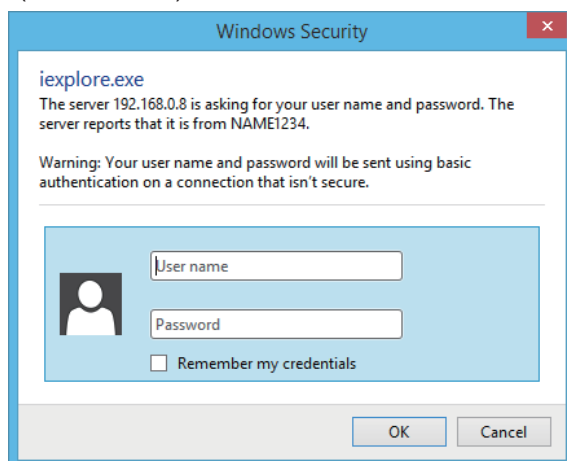 Windows Security
iexplore.exe
The server 192.168.0.8 is asking for your user name and password. The
server reports that it is from NAME1234.
Warning: Your user name and password will be sent using basic
authentication on a connection that isn't secure.
User name
Password
Remember my credentials
OK Cancel